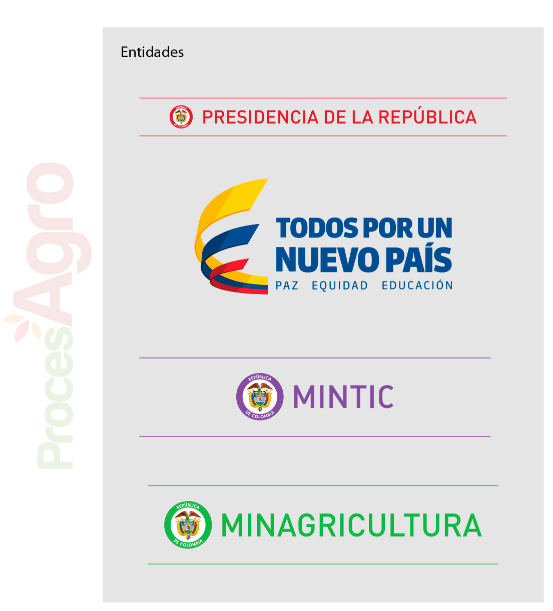 Entidades
PRESIDENCIA DE LA REPÚBLICA
TODOS POR UN
NUEVO PAÍS
PAZ EQUIDAD EDUCACIÓN
REPÚBLICA
DE COLOMBIA
MINTIC
REPÚBLICA
DE COLOMBIA
MINAGRICULTURA
ProcesAgro